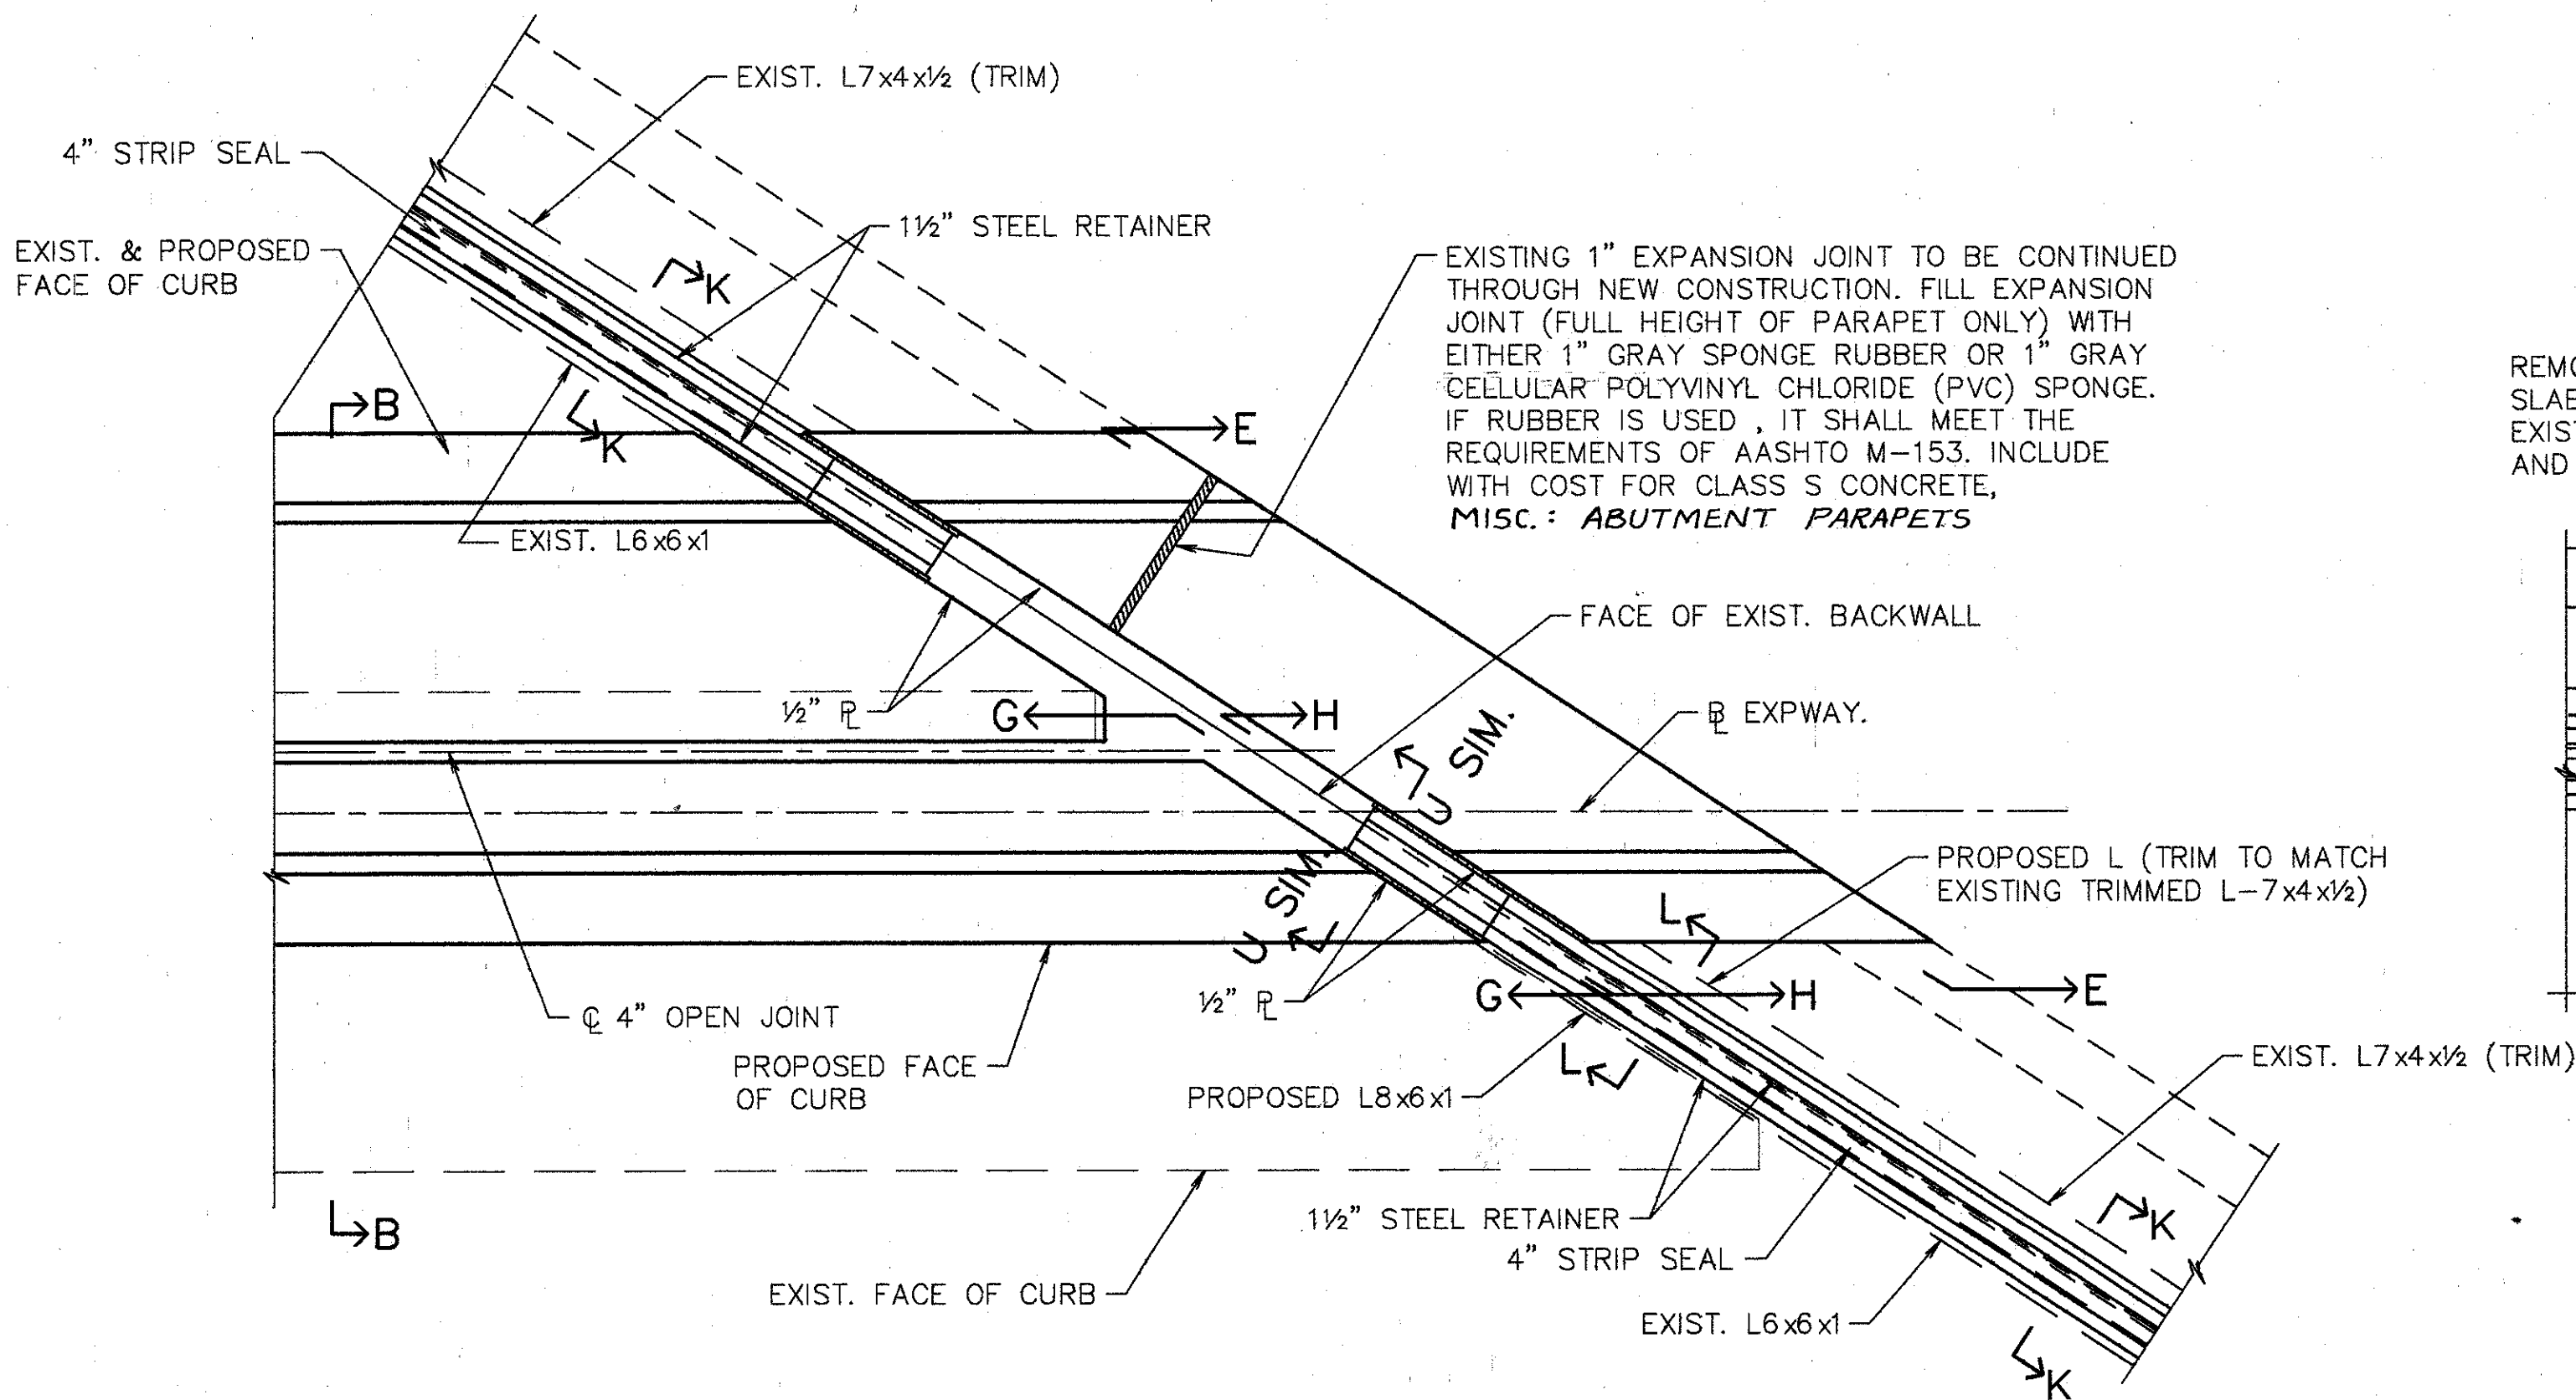 EXIST. L7x4x½ (TRIM)
4" STRIP SEAL
1½" STEEL RETAINER
EXIST. & PROPOSED
FACE OF CURB
K
EXISTING 1" EXPANSION JOINT TO BE CONTINUED
THROUGH NEW CONSTRUCTION. FILL EXPANSION
JOINT (FULL HEIGHT OF PARAPET ONLY) WITH
EITHER 1" GRAY SPONGE RUBBER OR 1" GRAY
CELLULAR POLYVINYL CHLORIDE (PVC) SPONGE.
IF RUBBER IS USED , IT SHALL MEET THE
REQUIREMENTS OF AASHTO M-153. INCLUDE
WITH COST FOR CLASS S CONCRETE,
MISC.: ABUTMENT PARAPETS
B
K
E
AND
EXIST. L6x6x1
FACE OF EXIST. BACKWALL
½" ℄
G
H
℄ EXPWAY.
U SIM.
PROPOSED L (TRIM TO MATCH
EXISTING TRIMMED L-7x4x½)
U SIM.
L
½" ℄
G
H
E
℄ 4" OPEN JOINT
PROPOSED FACE
OF CURB
L
PROPOSED L8x6x1
EXIST. L7x4x½ (TRIM)
B
1½" STEEL RETAINER
K
4" STRIP SEAL
EXIST. FACE OF CURB
EXIST. L6x6x1
K